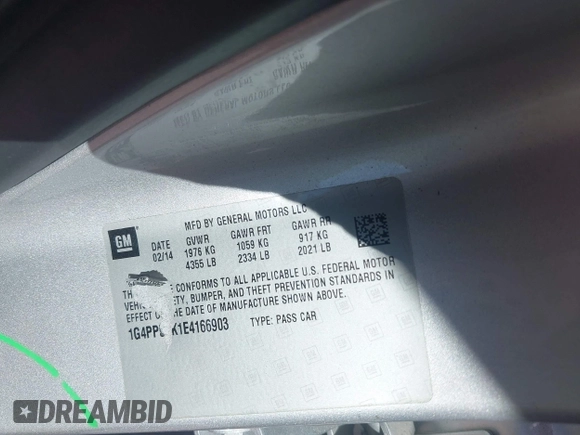 MFD BY GENERAL MOTORS LLC
GM
DATE GVWR GAWR FRT GAWR RR
02/14 1976 KG 1059 KG 917 KG
4355 LB 2334 LB 2021 LB
CONFORMS TO ALL APPLICABLE U.S. FEDERAL MOTOR
SAFETY, BUMPER, AND THEFT PREVENTION STANDARDS IN
EFFECT ON THE DATE OF MANUFACTURE SHOWN ABOVE.
K1E4166903 TYPE: PASS CAR
DREAMBID